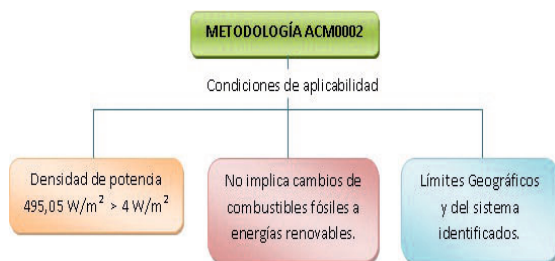 METODOLOGÍA ACM0002
Condiciones de aplicabilidad
Densidad de potencia
495,05 W/m² > 4 W/m²
No implica cambios de
combustibles fósiles a
energías renovables.
Límites Geográficos
y del sistema
identificados.